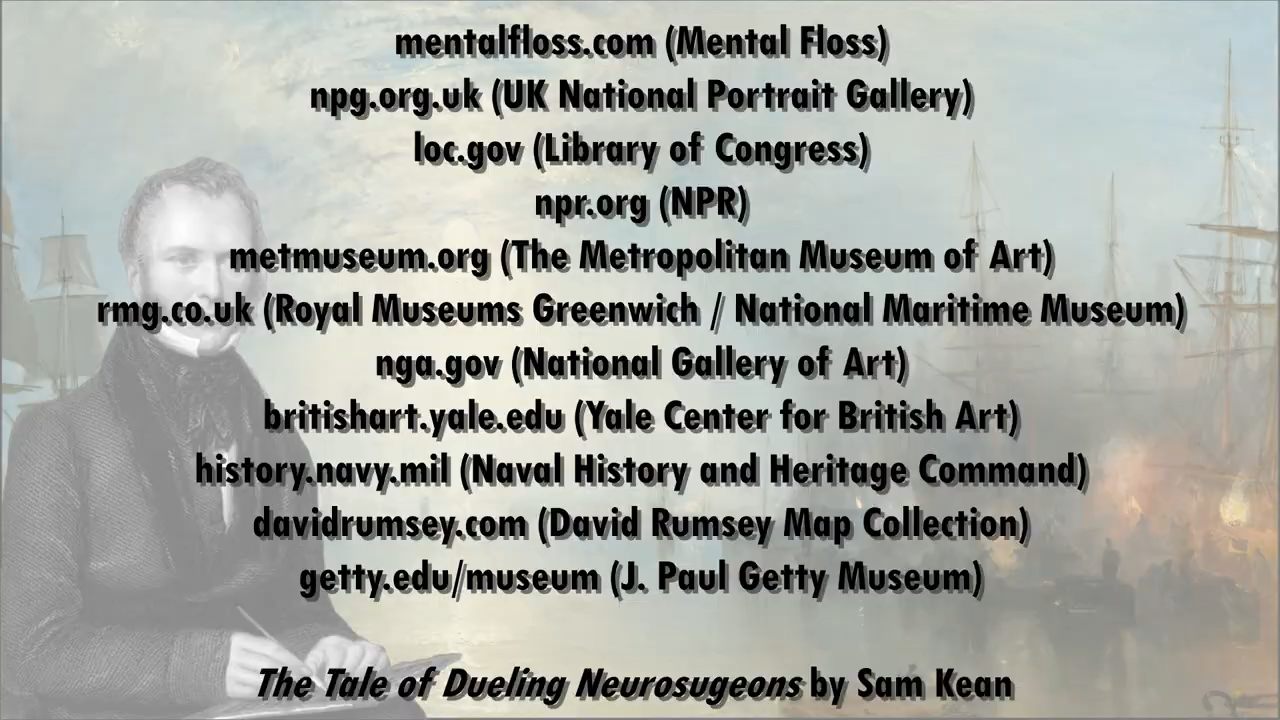 mentalfloss.com (Mental Floss)
npg.org.uk (UK National Portrait Gallery)
loc.gov (Library of Congress)
npr.org (NPR)
metmuseum.org (The Metropolitan Museum of Art)
rmg.co.uk (Royal Museums Greenwich / National Maritime Museum)
nga.gov (National Gallery of Art)
britishart.yale.edu (Yale Center for British Art)
history.navy.mil (Naval History and Heritage Command)
davidrumsey.com (David Rumsey Map Collection)
getty.edu/museum (J. Paul Getty Museum)
The Tale of Dueling Neurosugeons by Sam Kean